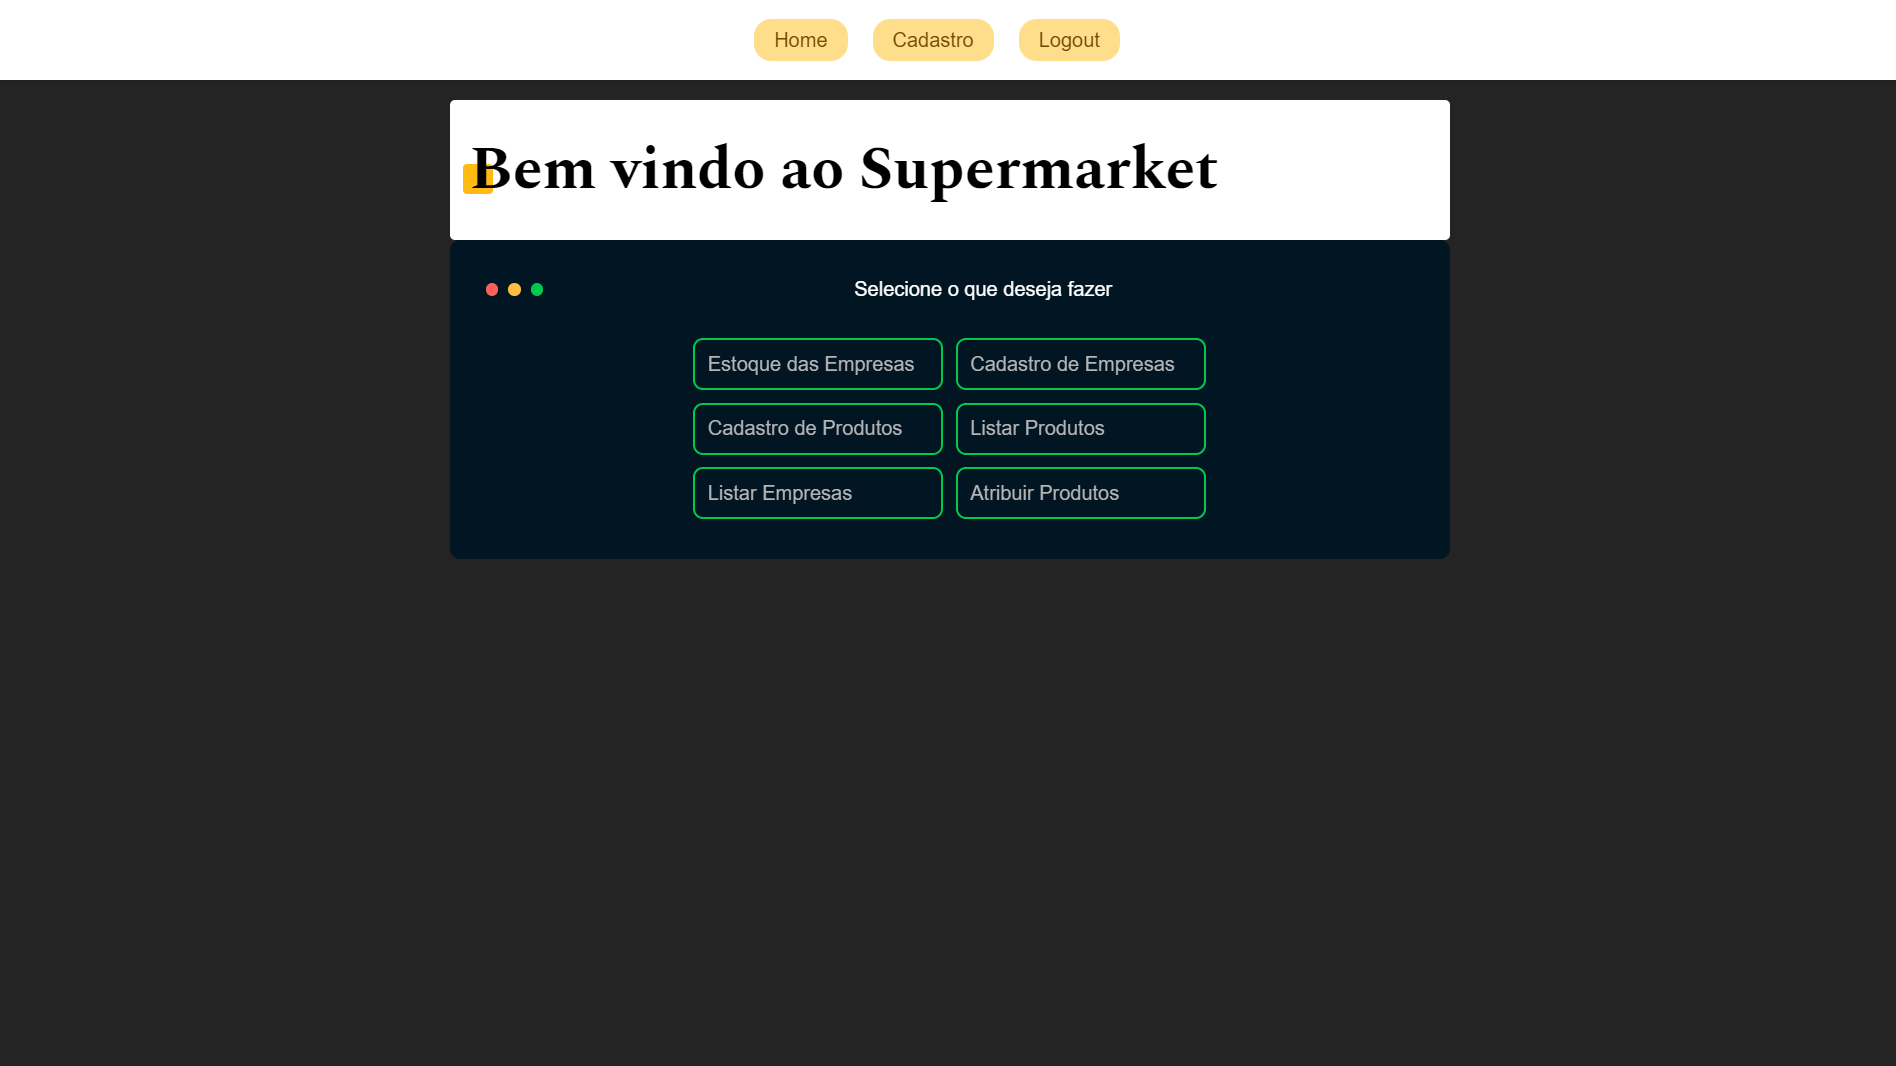 Home Cadastro Logout
Bem vindo ao Supermarket
Selecione o que deseja fazer
Estoque das Empresas Cadastro de Empresas
Cadastro de Produtos Listar Produtos
Listar Empresas Atribuir Produtos